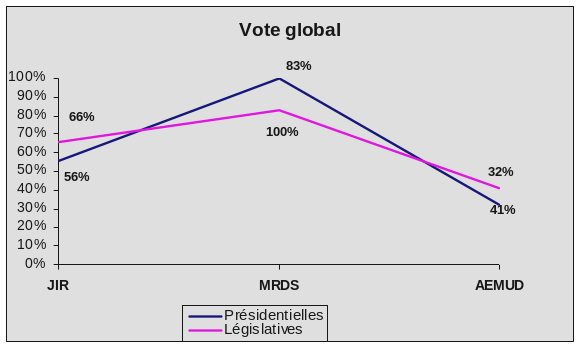 Vote global
83%
100%
90%
80%
70%
60%
50%
40%
30%
20%
10%
0%
66%
56%
100%
32%
41%
JIR
MRDS
AEMUD
Présidentielles
Législatives